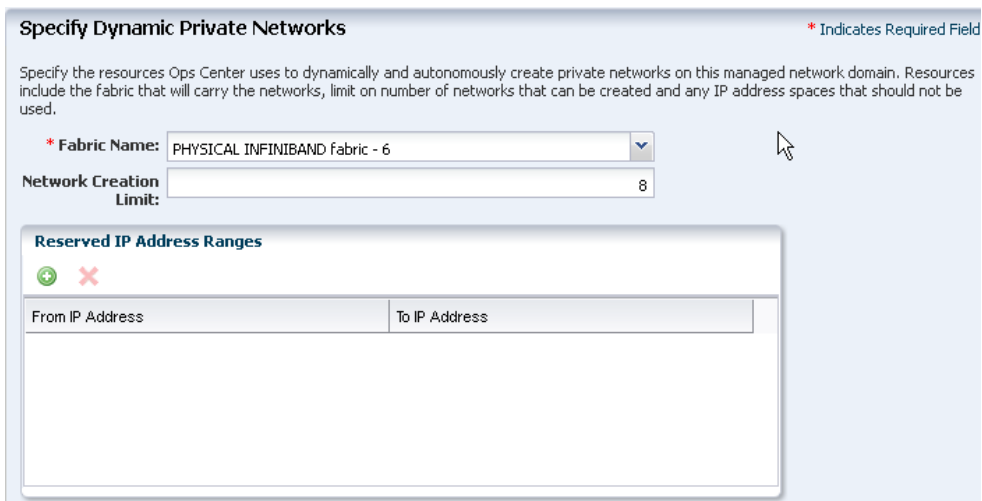 Specify Dynamic Private Networks
* Indicates Required Field
Specify the resources Ops Center uses to dynamically and autonomously create private networks on this managed network domain. Resources
include the fabric that will carry the networks, limit on number of networks that can be created and any IP address spaces that should not be
used.
* Fabric Name: PHYSICAL INFINIBAND fabric - 6
Network Creation
Limit: 8
Reserved IP Address Ranges
From IP Address To IP Address